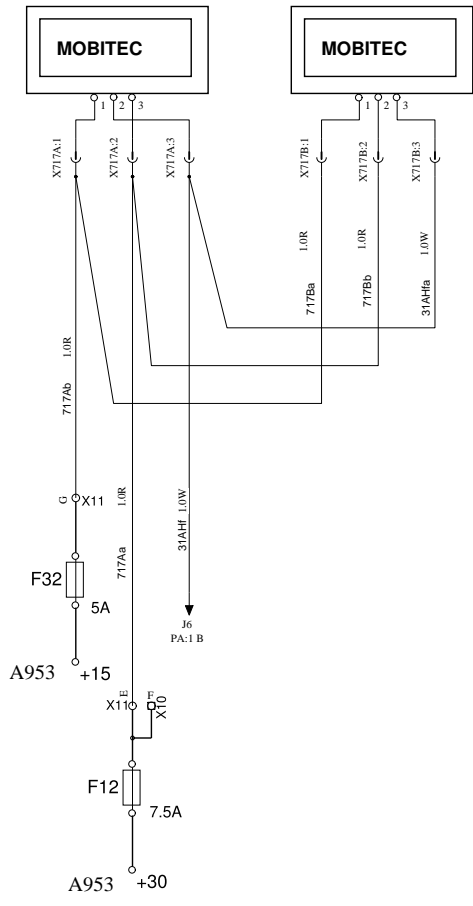 MOBITEC
MOBITEC
1 2 3
1 2 3
X717A:1
X717A:2
X717A:3
X717B:1
X717B:2
X717B:3
1.0R
1.0R
1.0W
717Ba
717Bb
31AHfa
1.0R
717Ab
1.0R
717Aa
1.0W
31AHf
G X11
F32
5A
J6
PA:1 B
A953 +15
X11 E F X10
F12
7.5A
A953 +30